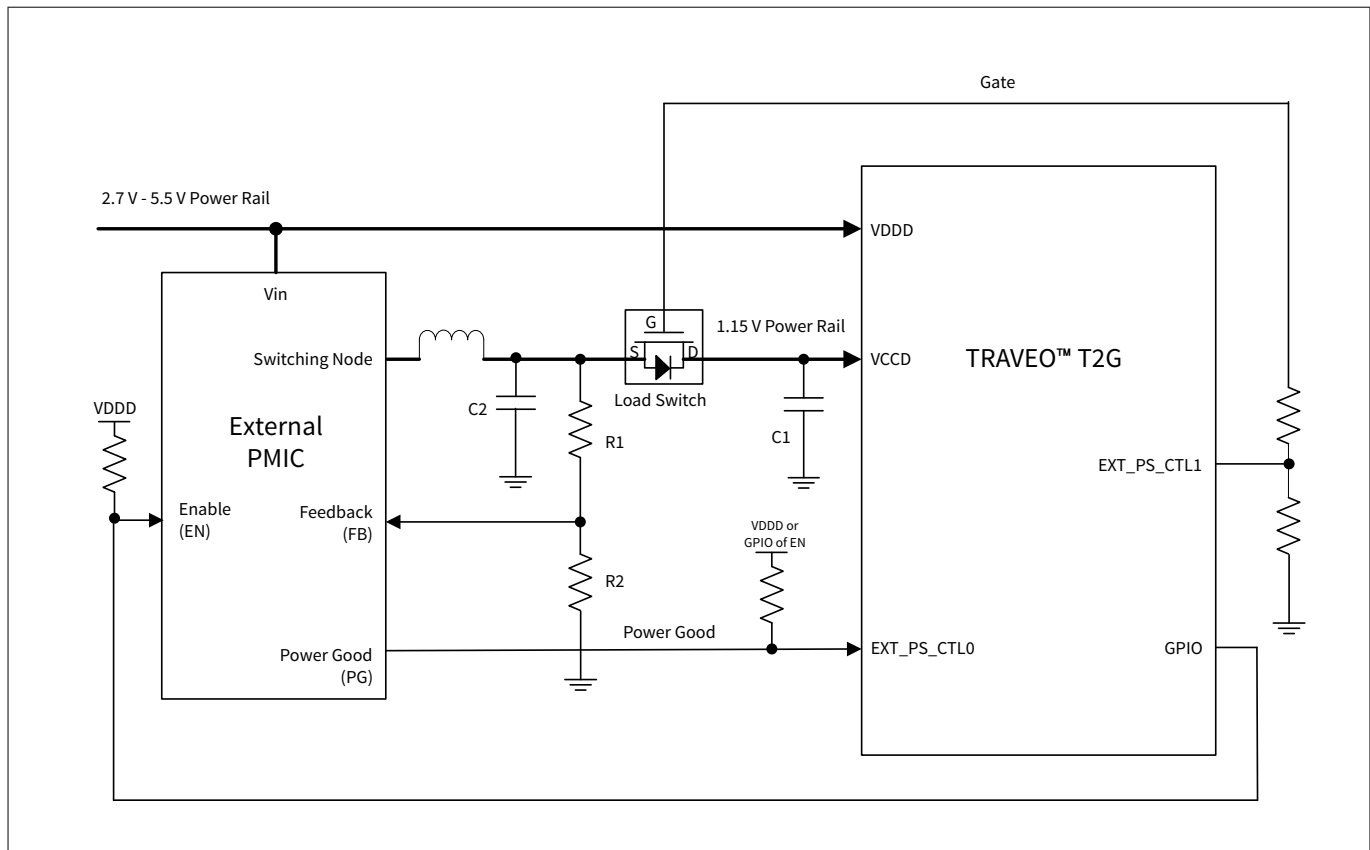 Gate
2.7 V - 5.5 V Power Rail
VDDD
Vin
G
1.15 V Power Rail
Switching Node
S
D
VCCD
TRAVEO™ T2G
Load Switch
VDDD
C2
External
PMIC
R1
C1
EXT_PS_CTL1
Enable
(EN)
Feedback
(FB)
VDDD or
GPIO of EN
R2
Power Good
Power Good
(PG)
EXT_PS_CTL0
GPIO